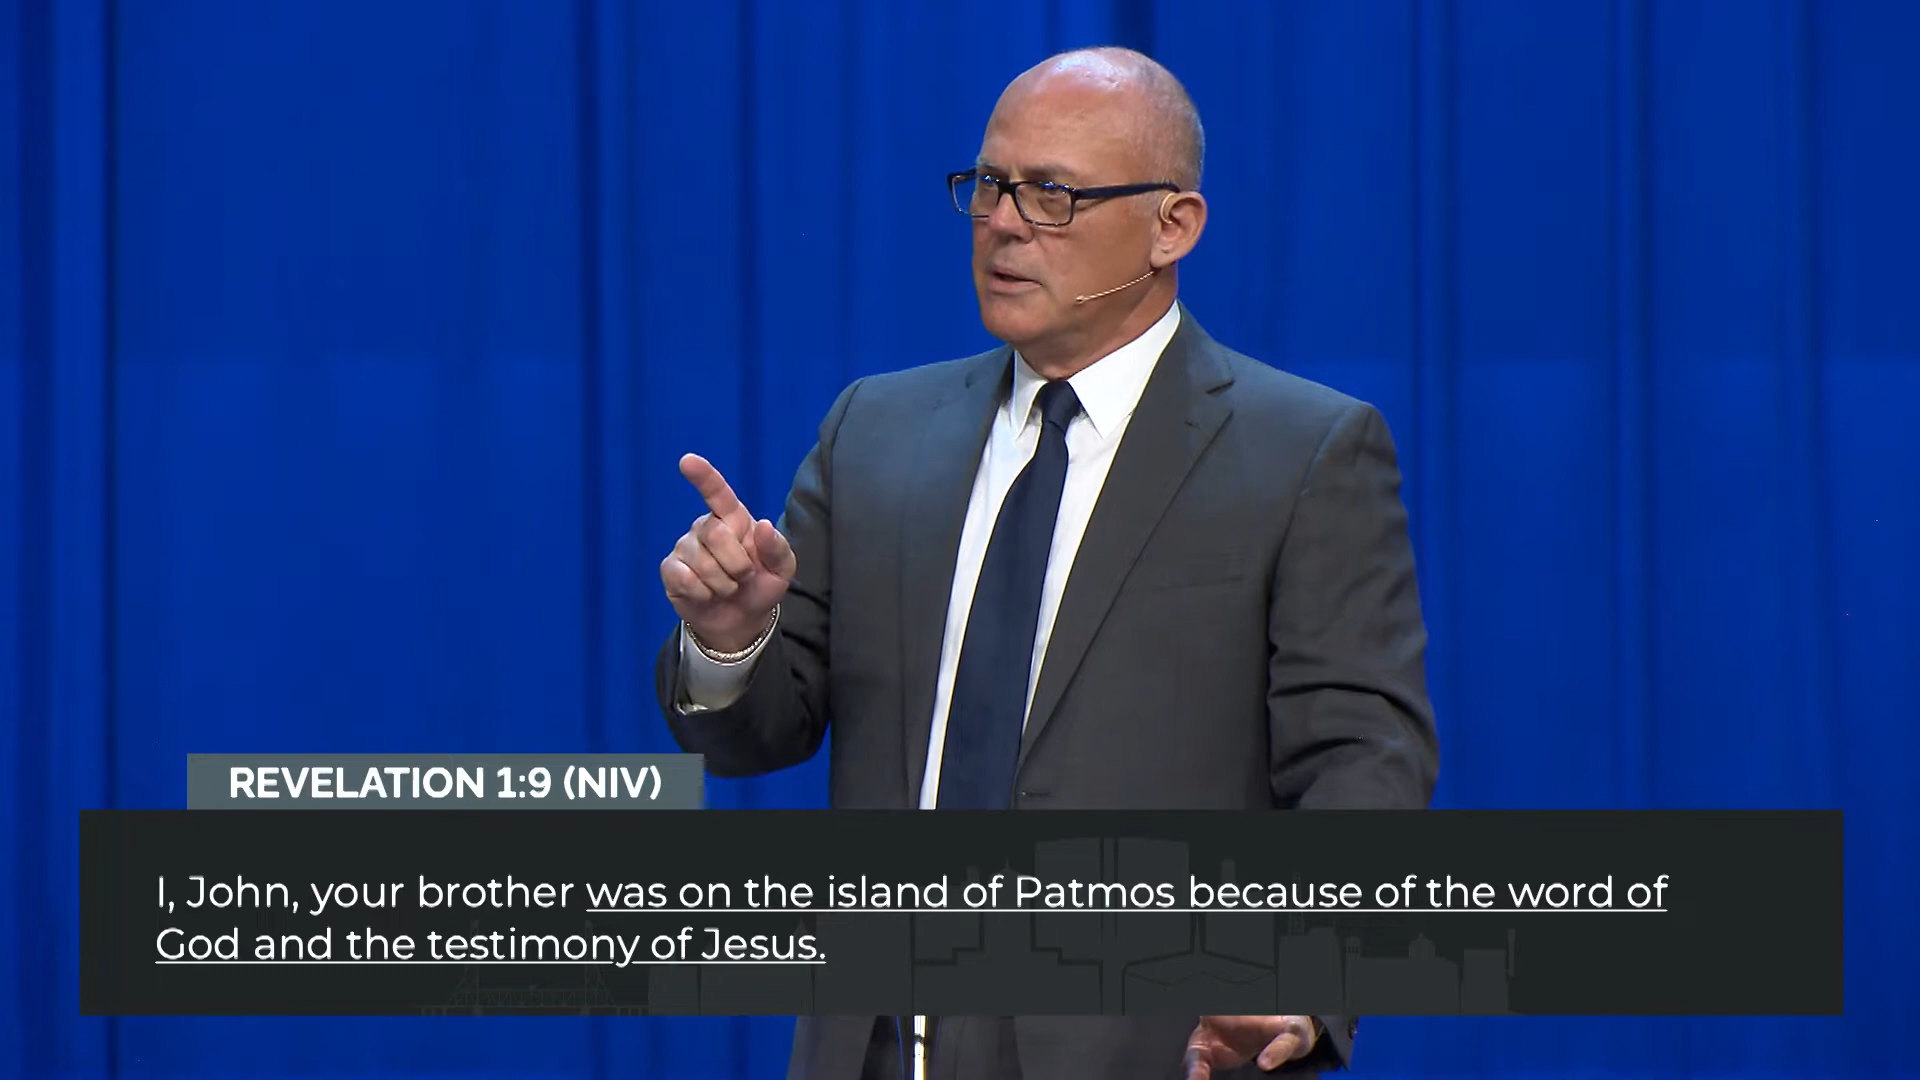 REVELATION 1:9 (NIV)
I, John, your brother was on the island of Patmos because of the word of
God and the testimony of Jesus.